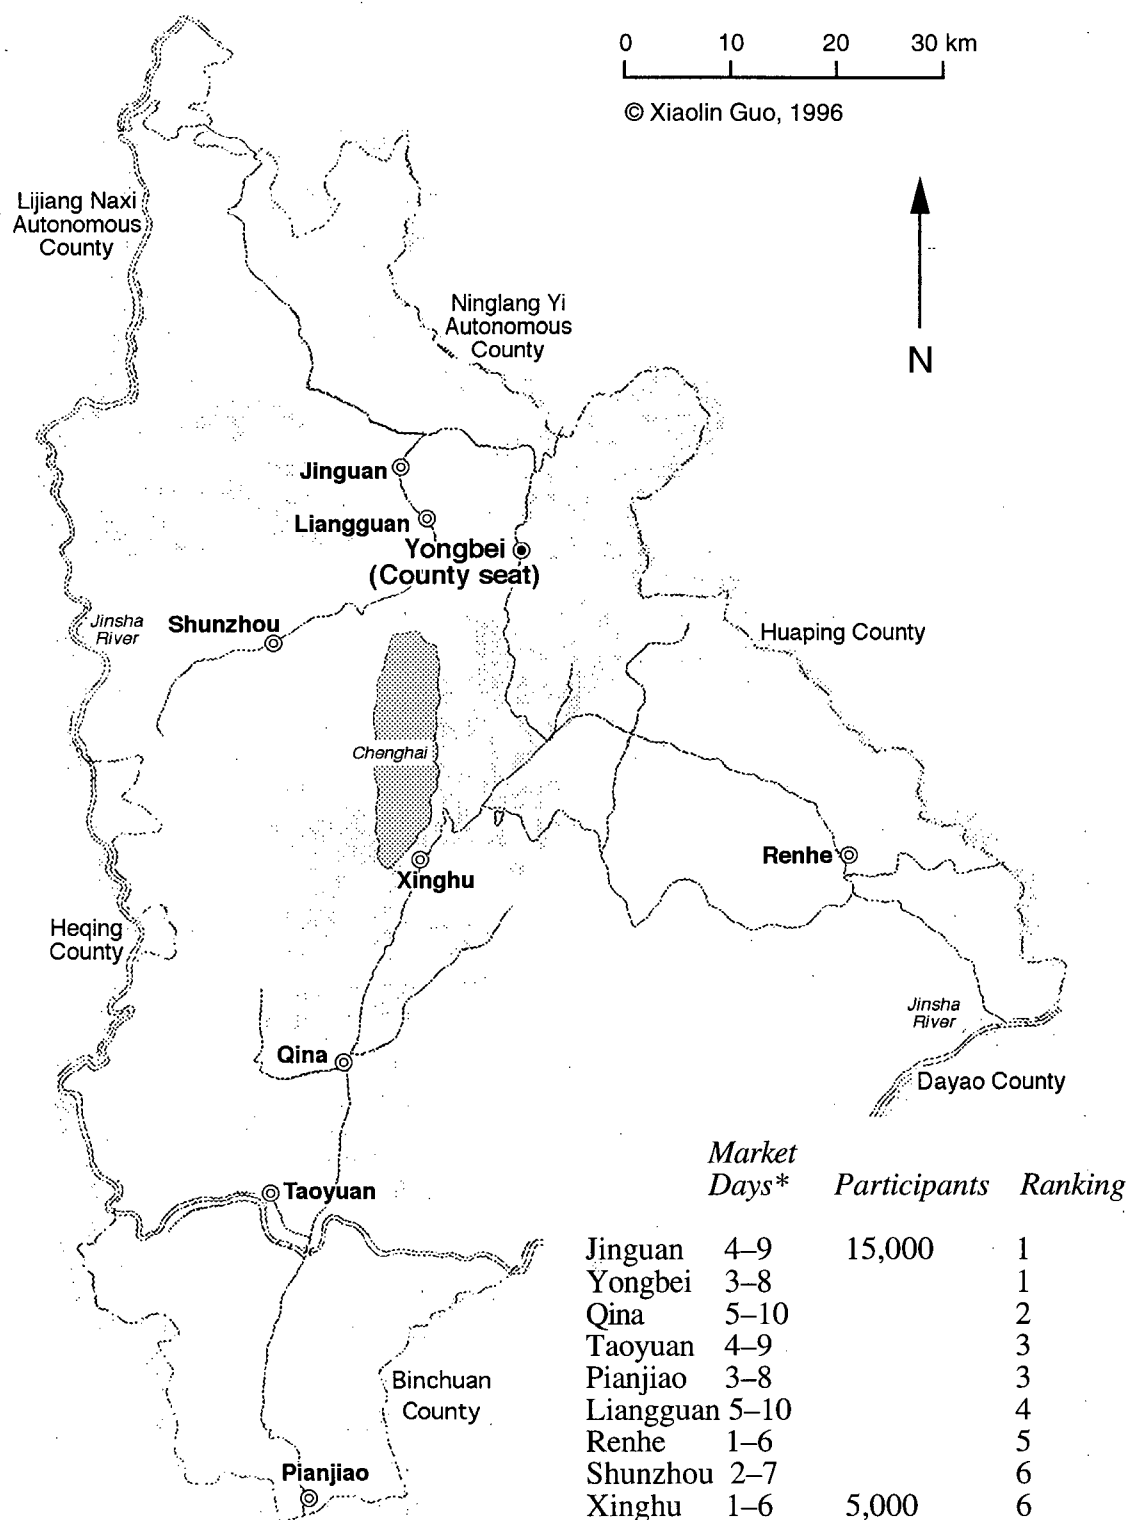 0 10 20 30 km
© Xiaolin Guo, 1996
Lijiang Naxi
Autonomous
County
Ninglang Yi
Autonomous
County
N
Jinguan
Liangguan
Yongbei
(County seat)
Jinsha
River
Shunzhou
Huaping County
Chenghai
Renhe
Xinghu
Heqing
County
Jinsha
River
Qina
Dayao County
Taoyuan
Binchuan
County
Pianjiao
Market
Days* Participants Ranking
Jinguan 4–9 15,000 1
Yongbei 3–8 1
Qina 5–10 2
Taoyuan 4–9 3
Pianjiao 3–8 3
Liangguan 5–10 4
Renhe 1–6 5
Shunzhou 2–7 6
Xinghu 1–6 5,000 6